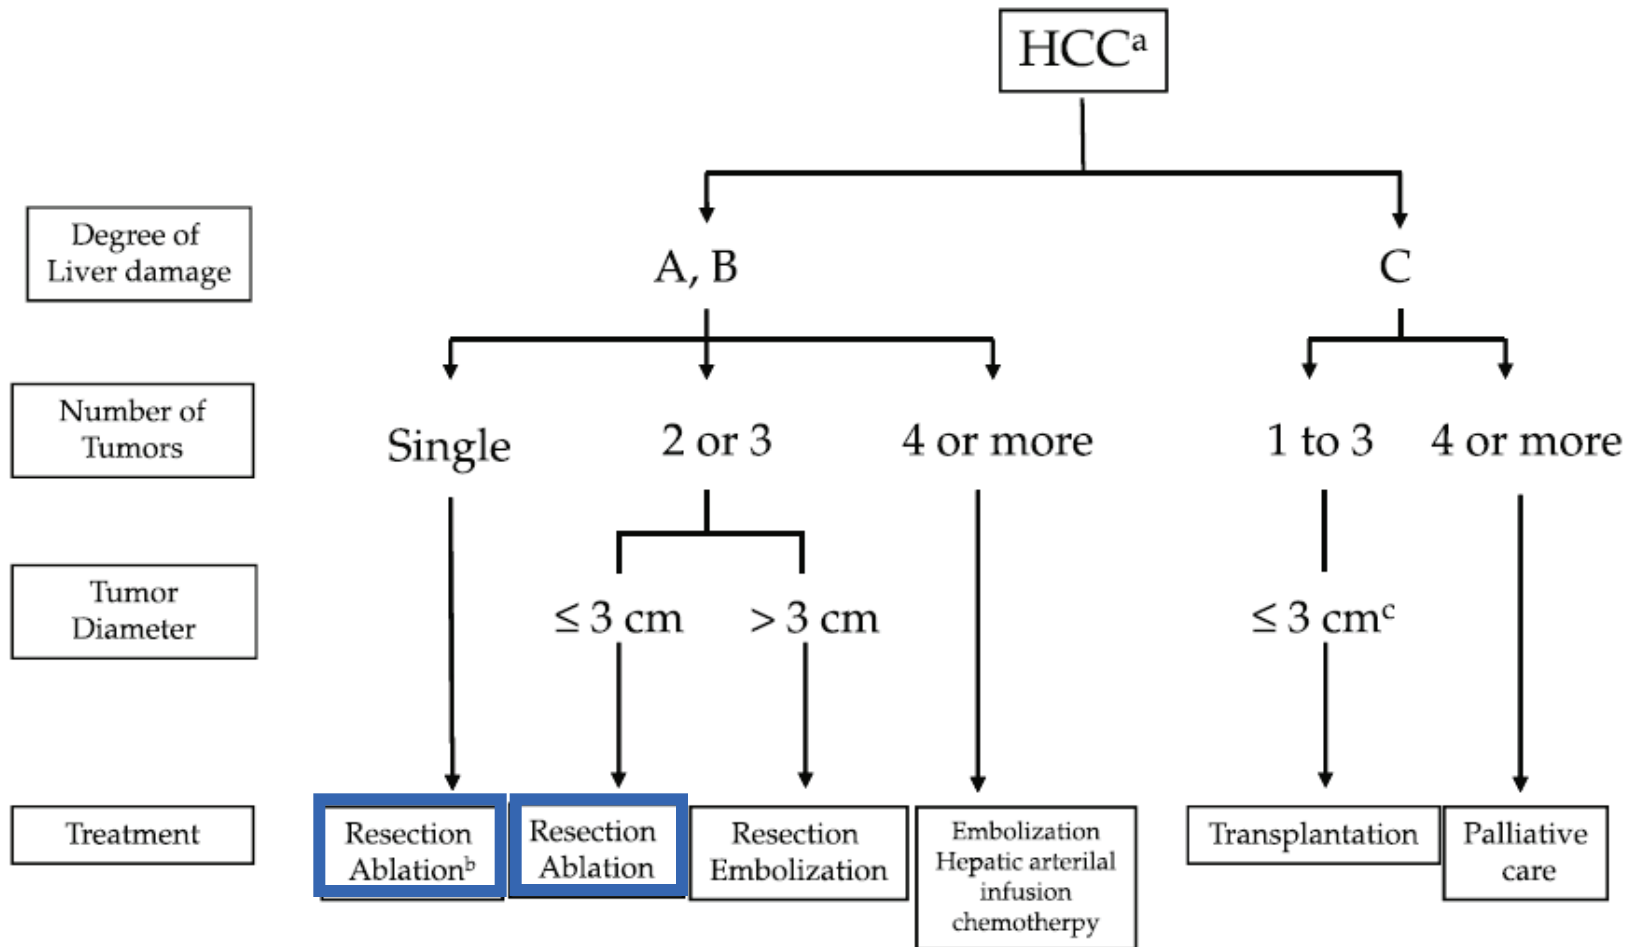 HCCᵃ
Degree of
Liver damage
A, B
C
Number of
Tumors
Single
2 or 3
4 or more
1 to 3
4 or more
Tumor
Diameter
≤ 3 cm
> 3 cm
≤ 3 cmᶜ
Treatment
Resection
Ablationᵇ
Resection
Ablation
Resection
Embolization
Embolization
Hepatic arterilal
infusion
chemotherpy
Transplantation
Palliative
care